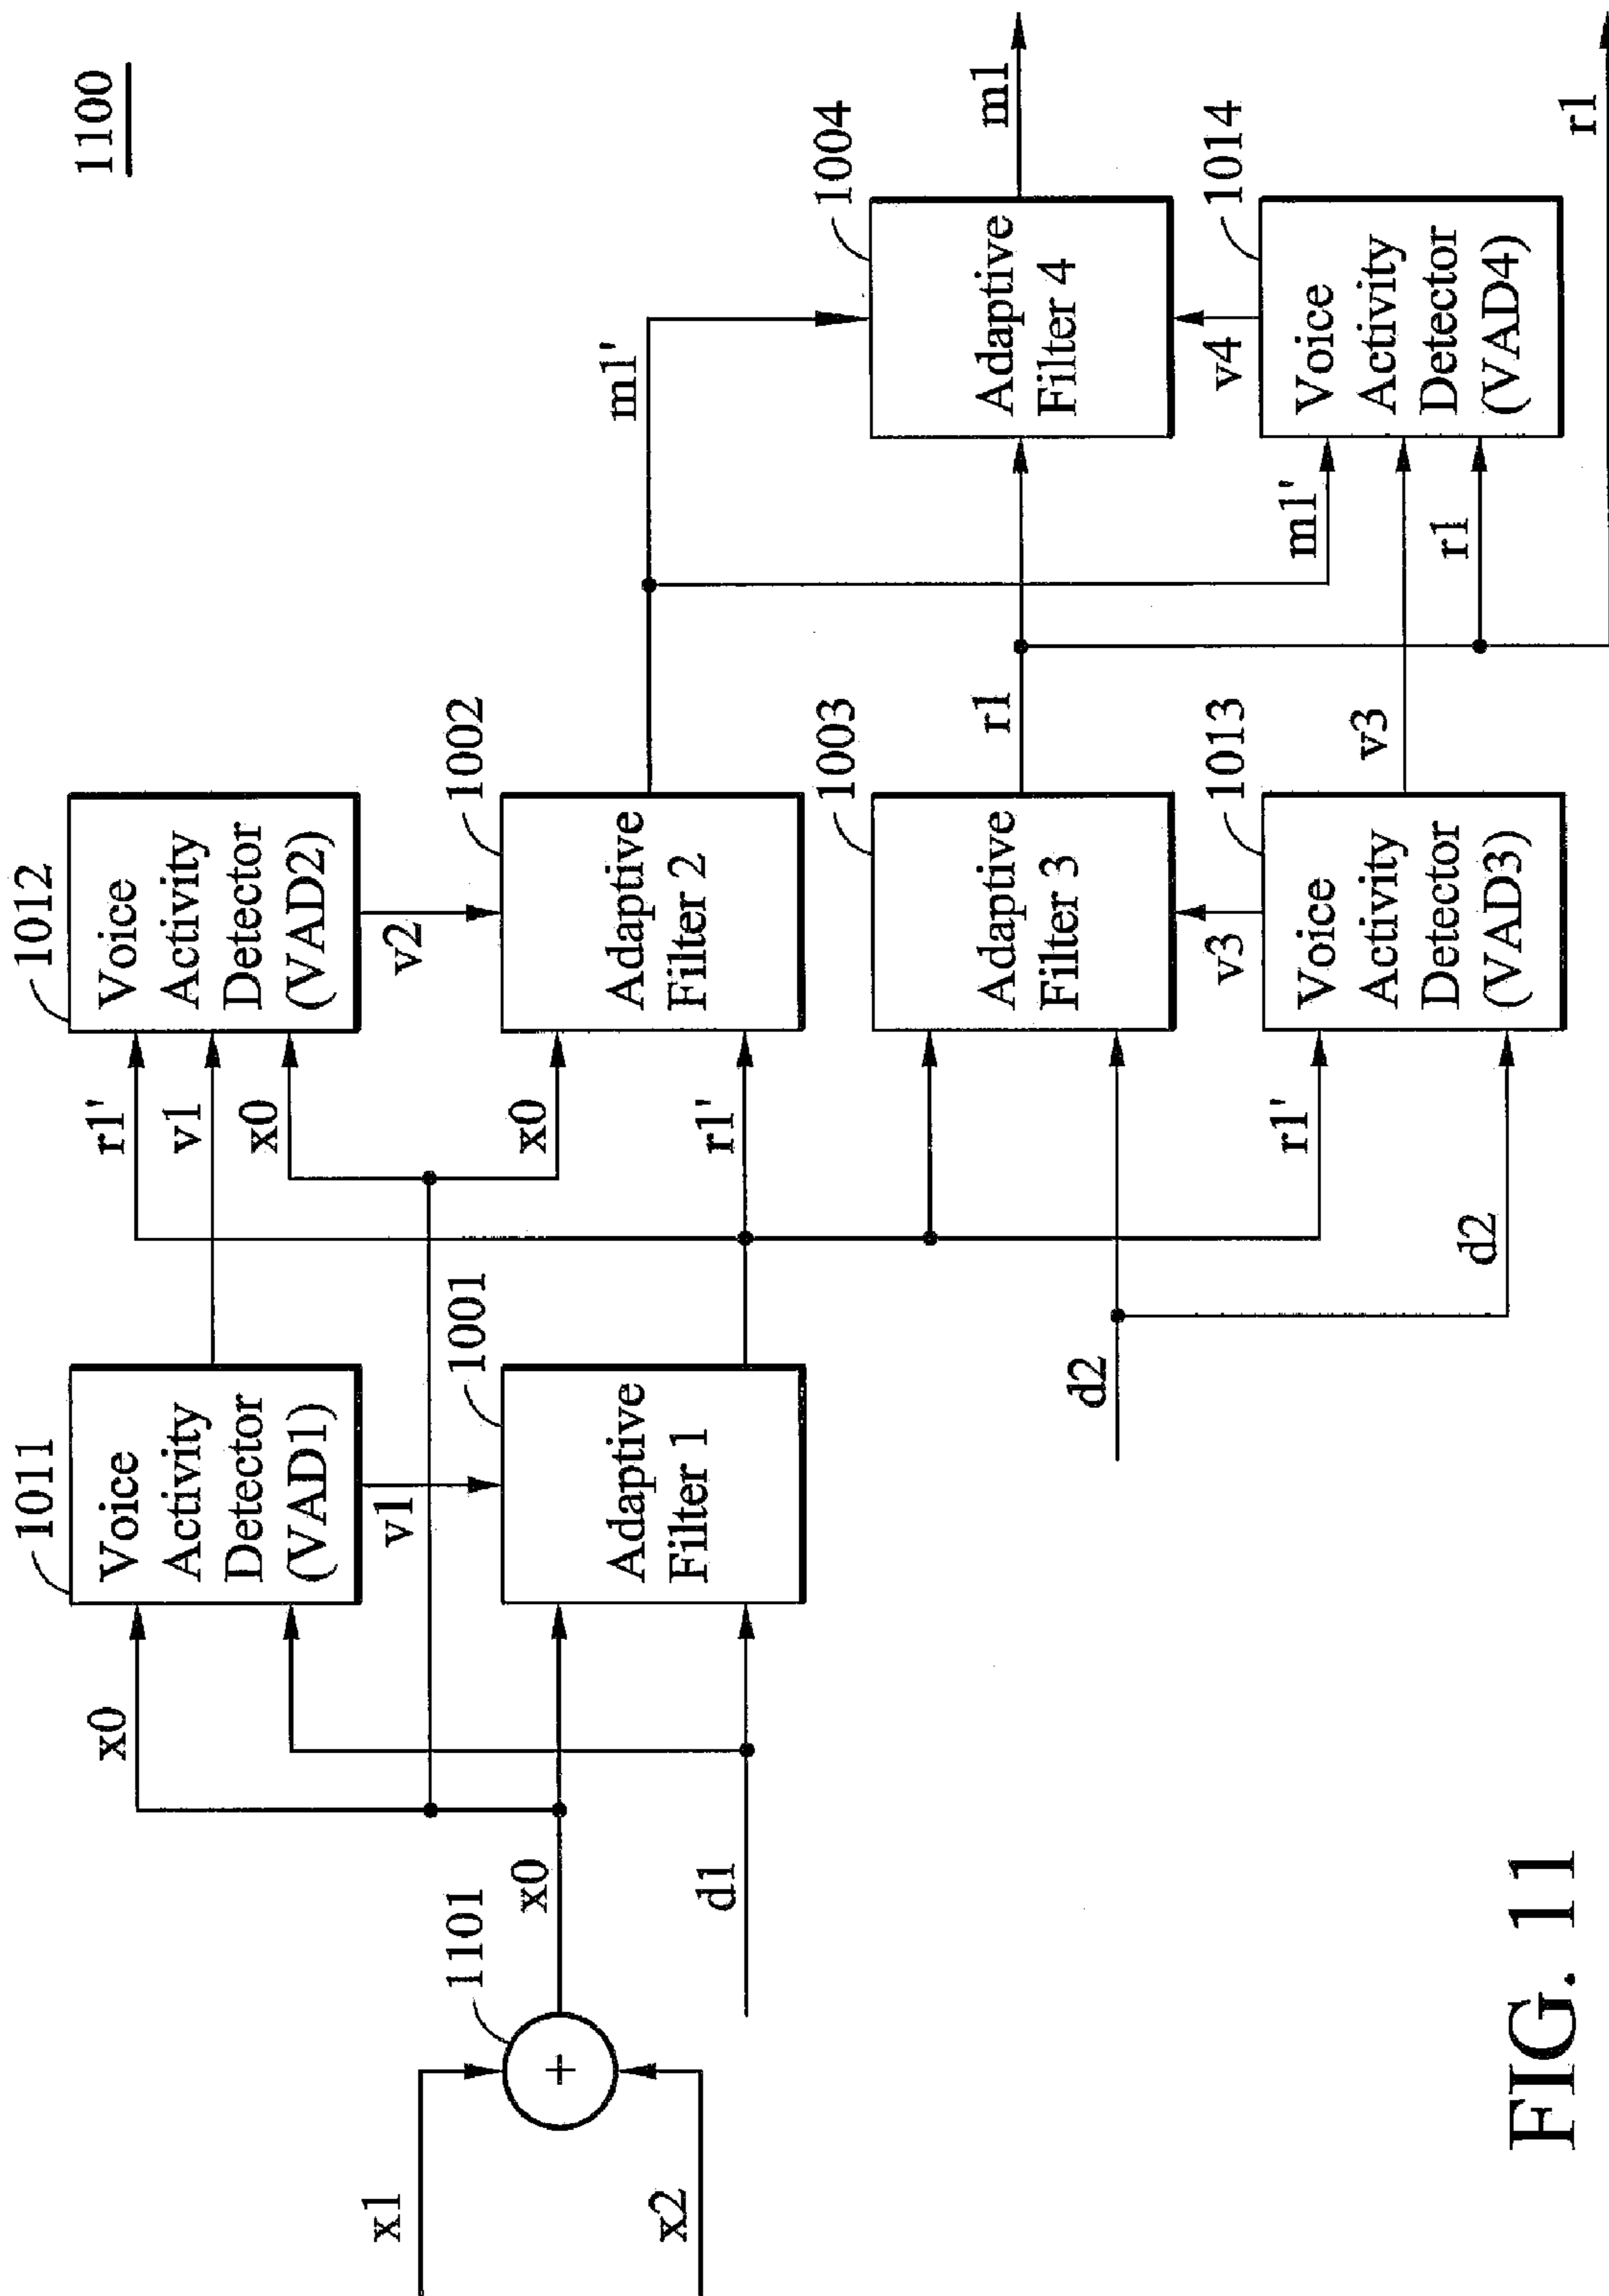 1100
1011
Voice
Activity
Detector
(VAD1)
1012
Voice
Activity
Detector
(VAD2)
x0
r1'
v1
x0
v1
v2
x1
x2
1101
+
x0
d1
1001
Adaptive
Filter 1
x0
r1'
1002
Adaptive
Filter 2
m1'
d2
1003
Adaptive
Filter 3
r1
1004
Adaptive
Filter 4
m1
v3
v4
r1'
d2
1013
Voice
Activity
Detector
(VAD3)
v3
m1'
r1
1014
Voice
Activity
Detector
(VAD4)
r1
FIG. 11